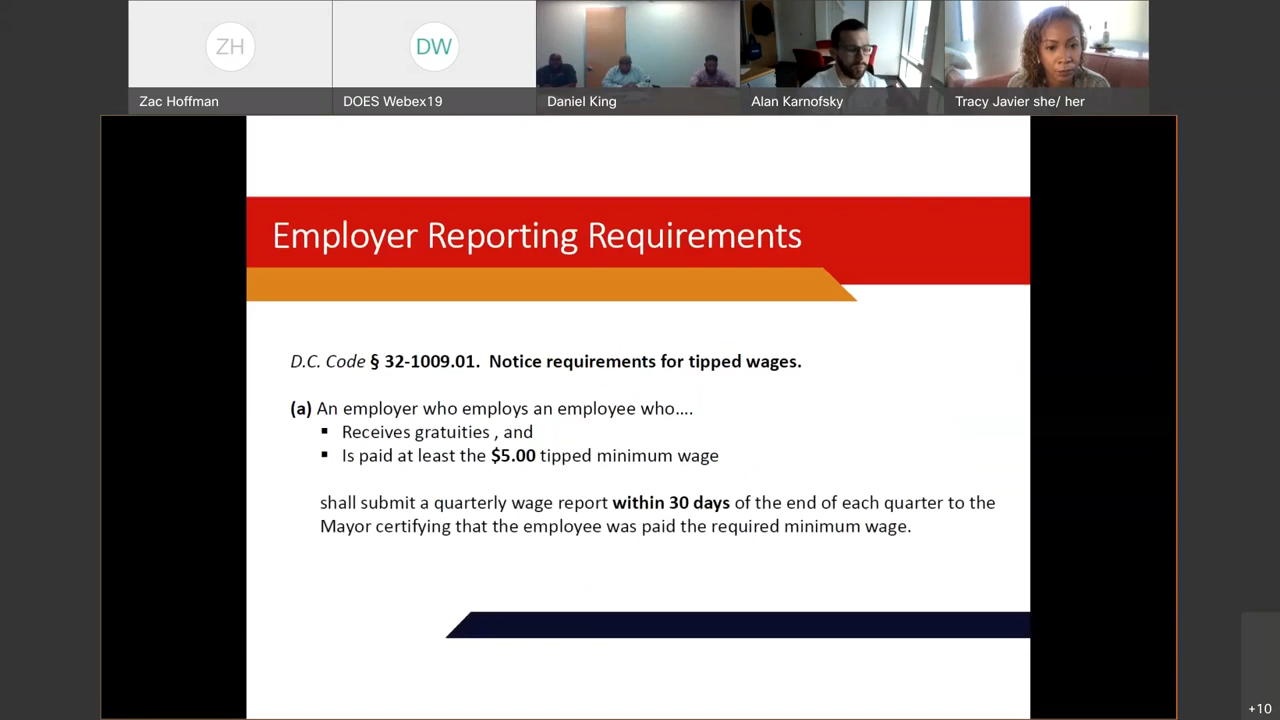 ZH
DW
Zac Hoffman
DOES Webex19
Daniel King
Alan Karnofsky
Tracy Javier she/ her
Employer Reporting Requirements
D.C. Code § 32-1009.01. Notice requirements for tipped wages.
(a) An employer who employs an employee who....
▪ Receives gratuities , and
▪ Is paid at least the $5.00 tipped minimum wage
shall submit a quarterly wage report within 30 days of the end of each quarter to the
Mayor certifying that the employee was paid the required minimum wage.
+10